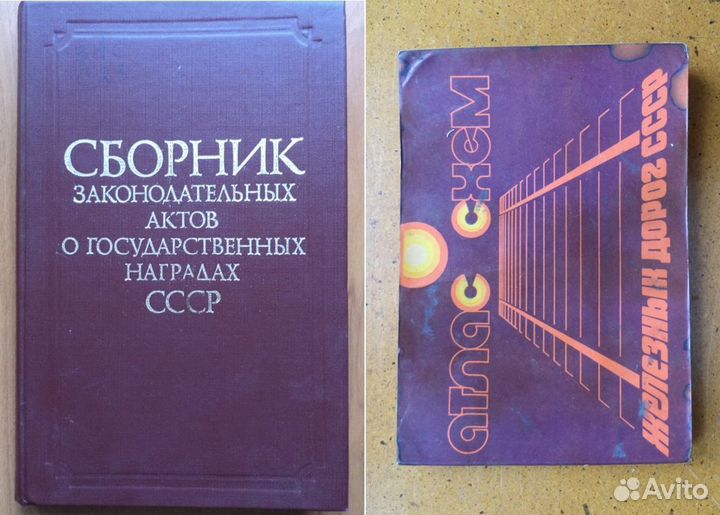 СБОРНИК
ЗАКОНОДАТЕЛЬНЫХ
АКТОВ
О ГОСУДАРСТВЕННЫХ
НАГРАДАХ
СССР
атлас схем
железных дорог СССР
Avito